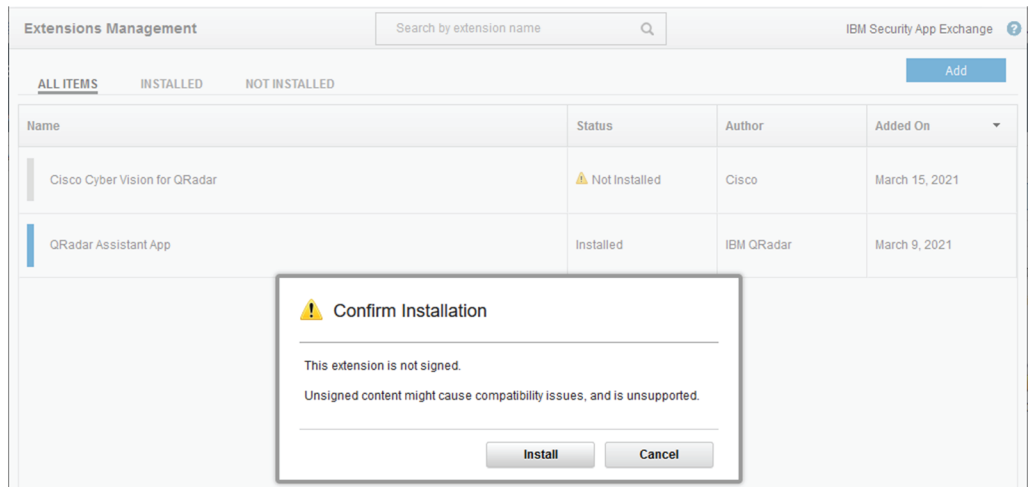 Extensions Management
Search by extension name
IBM Security App Exchange ?
Add
ALL ITEMS INSTALLED NOT INSTALLED
Name Status Author Added On
Cisco Cyber Vision for QRadar Not Installed Cisco March 15, 2021
QRadar Assistant App Installed IBM QRadar March 9, 2021
Confirm Installation
This extension is not signed.
Unsigned content might cause compatibility issues, and is unsupported.
Install Cancel